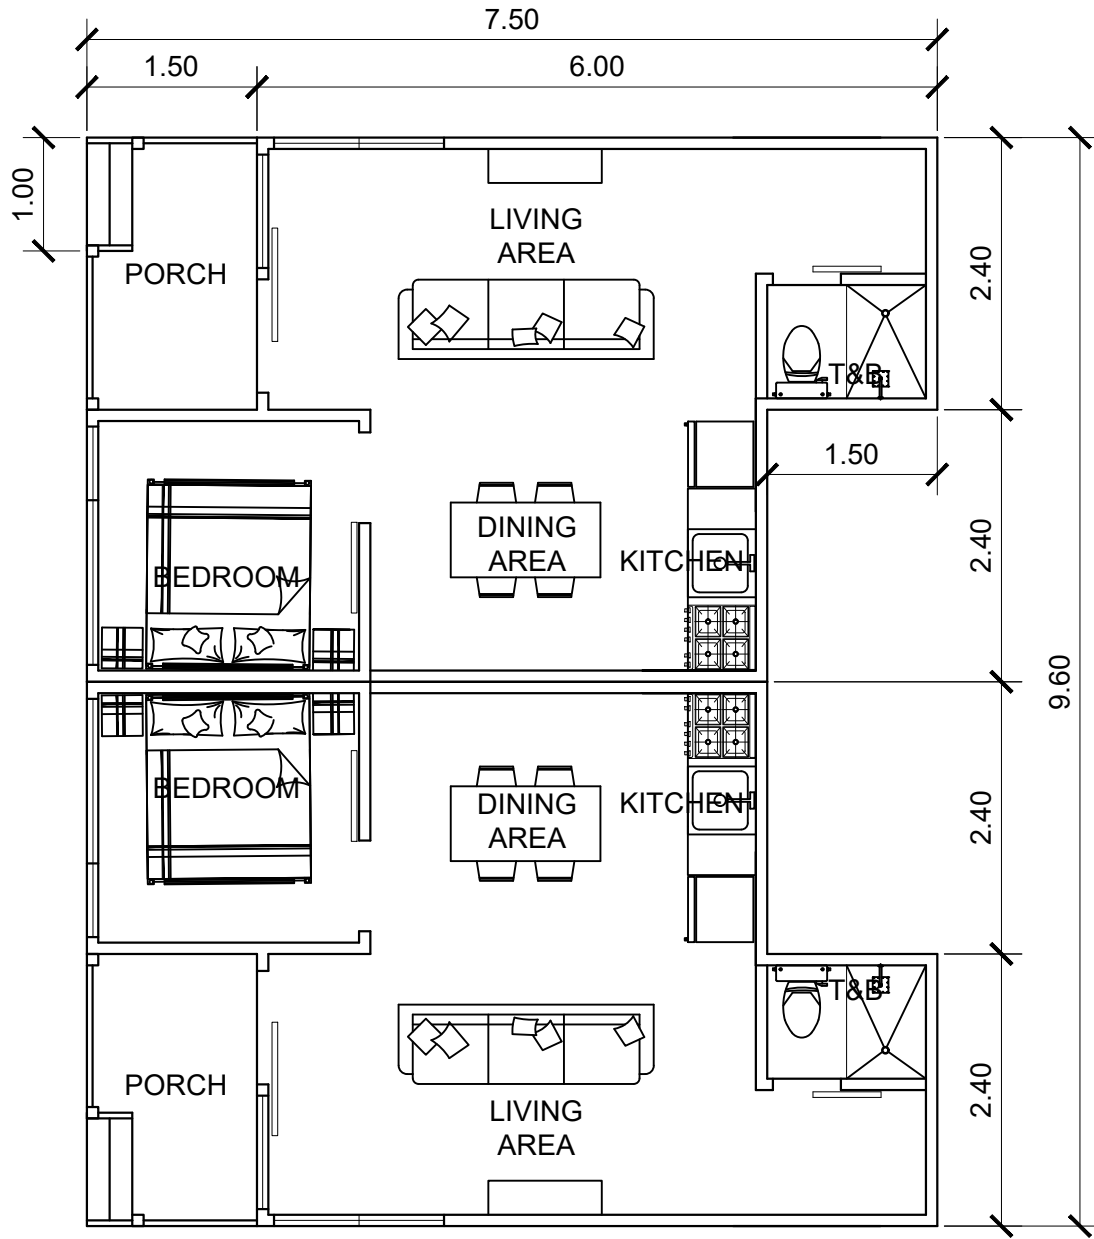 7.50
1.50
6.00
1.00
LIVING
AREA
2.40
PORCH
T&B
1.50
DINING
AREA
2.40
BEDROOM
KITCHEN
9.60
BEDROOM
DINING
AREA
KITCHEN
2.40
T&B
PORCH
2.40
LIVING
AREA